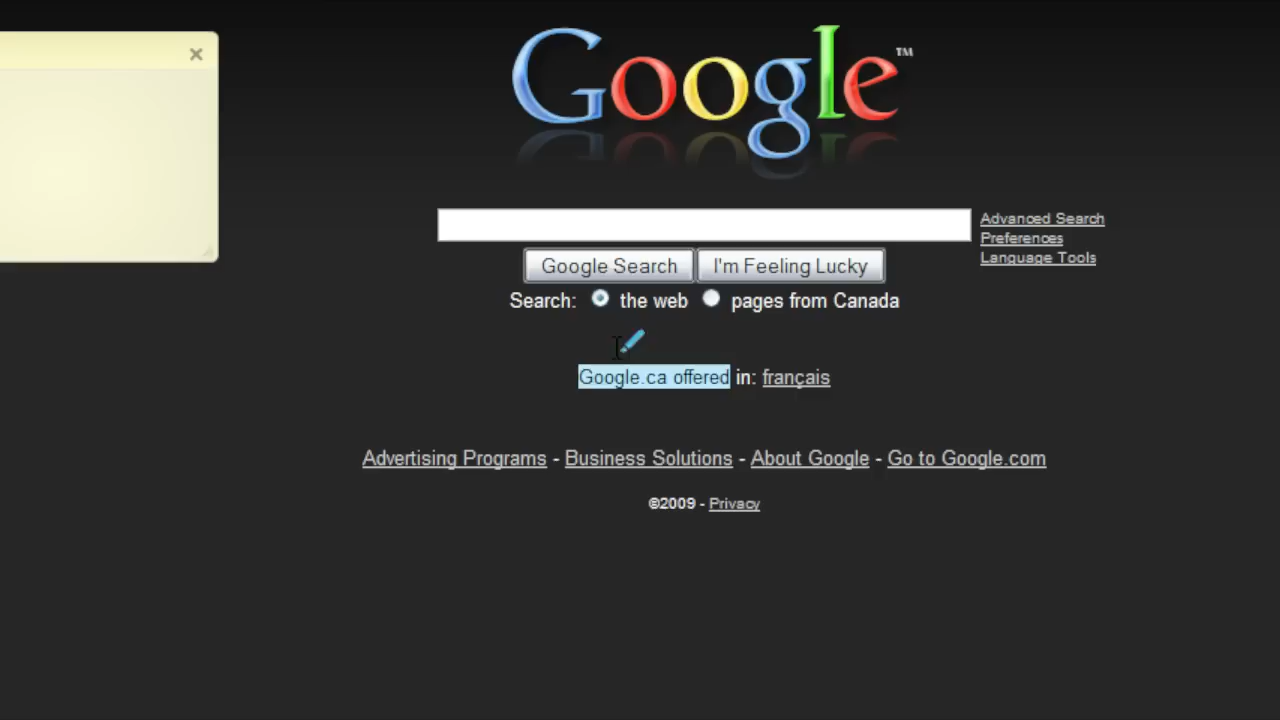 Google™
Advanced Search
Preferences
Language Tools
Google Search I'm Feeling Lucky
Search: the web pages from Canada
Google.ca offered in: français
Advertising Programs - Business Solutions - About Google - Go to Google.com
©2009 - Privacy